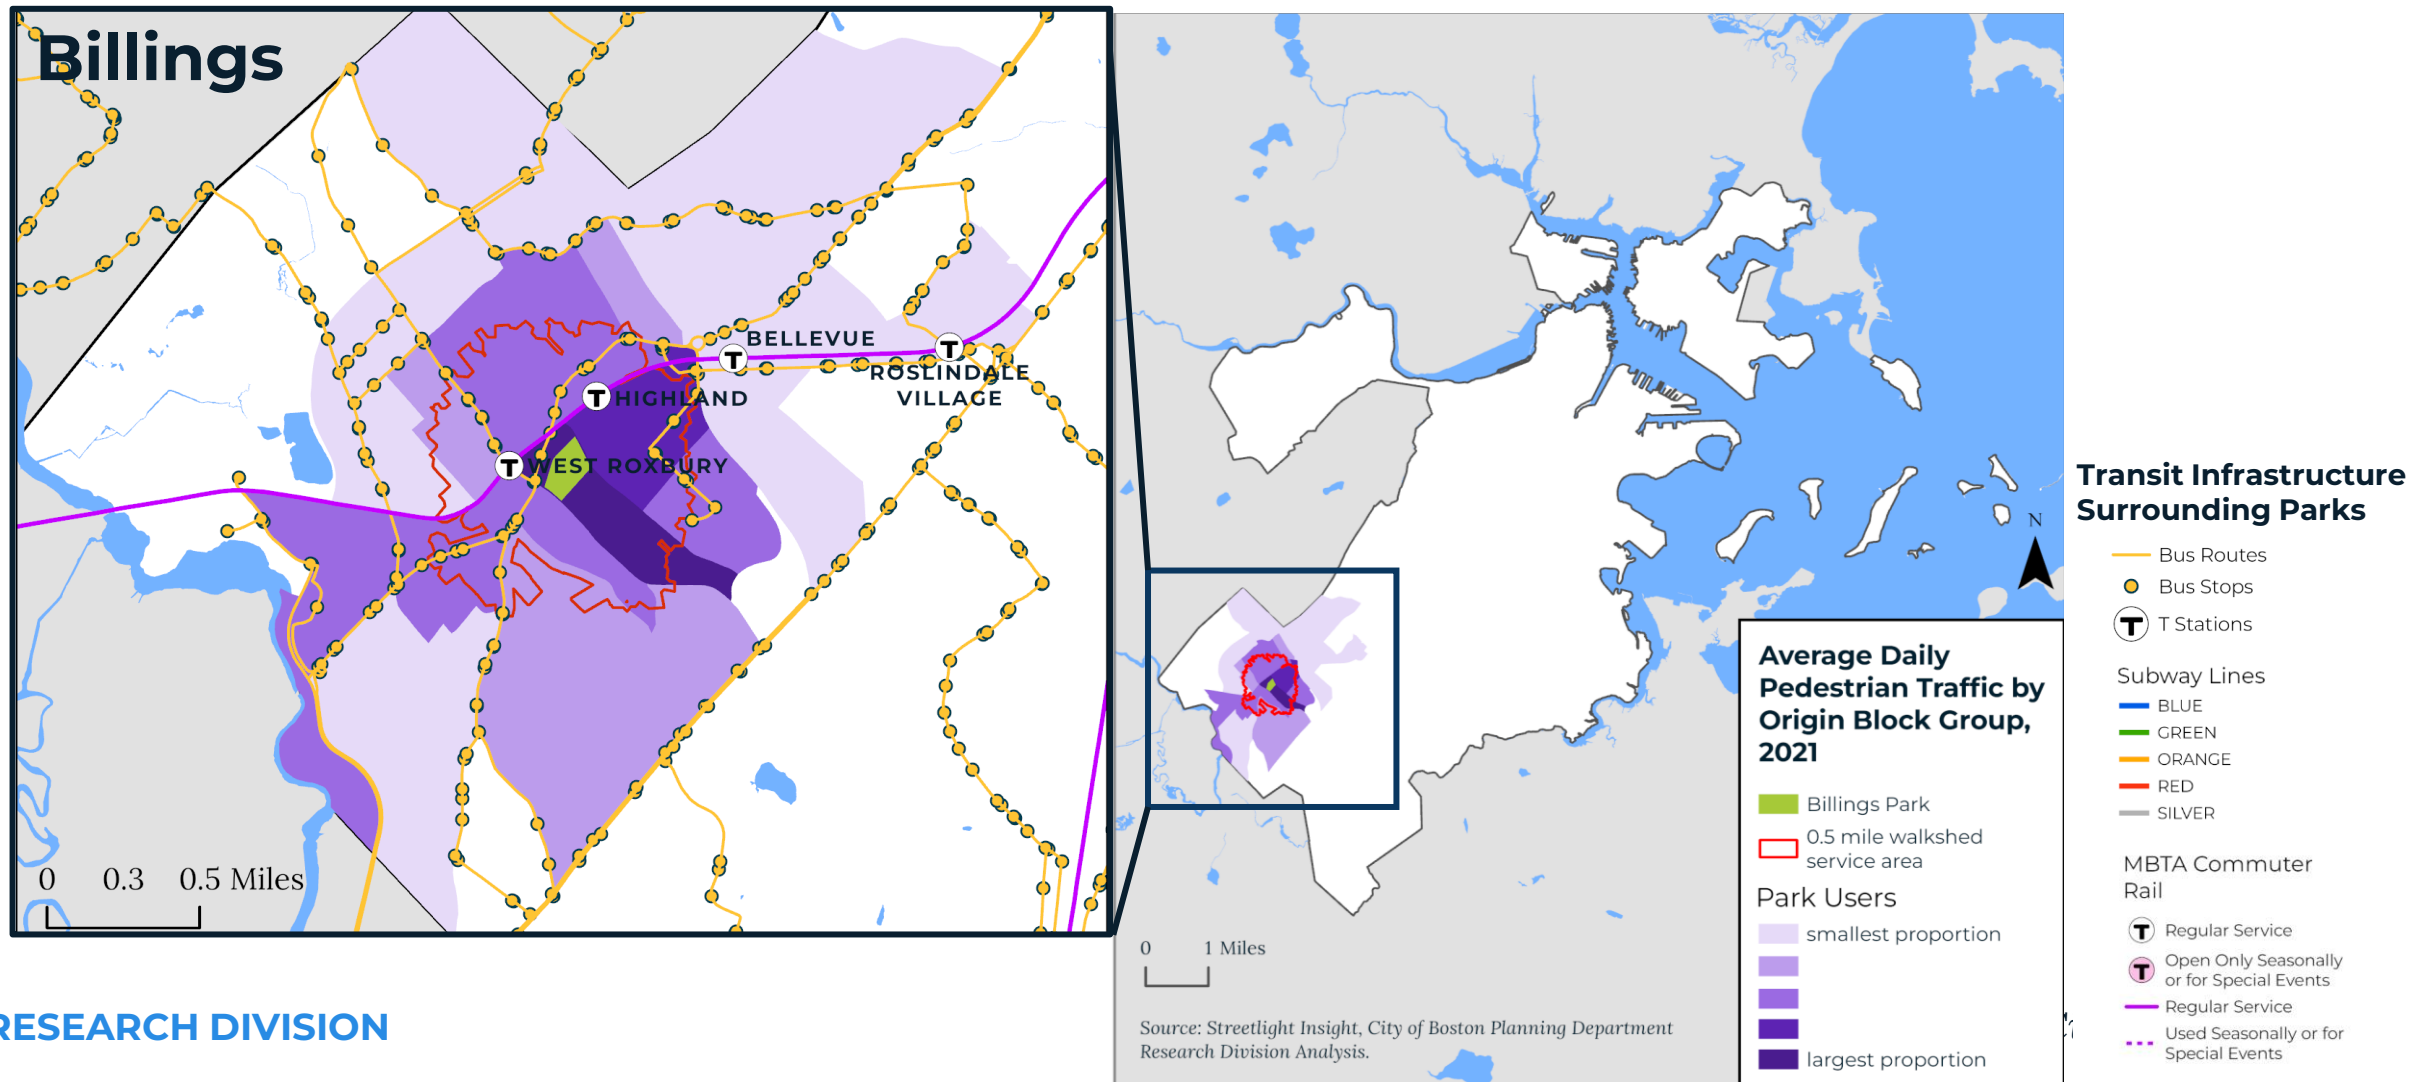 Billings
BELLEVUE
ROSLINDALE
VILLAGE
HIGHLAND
WEST ROXBURY
0 0.3 0.5 Miles
RESEARCH DIVISION
N
0 1 Miles
Source: Streetlight Insight, City of Boston Planning Department
Research Division Analysis.
Average Daily
Pedestrian Traffic by
Origin Block Group,
2021
Billings Park
0.5 mile walkshed
service area
Park Users
smallest proportion
largest proportion
Transit Infrastructure
Surrounding Parks
Bus Routes
Bus Stops
T T Stations
Subway Lines
BLUE
GREEN
ORANGE
RED
SILVER
MBTA Commuter
Rail
T Regular Service
T Open Only Seasonally
or for Special Events
Regular Service
Used Seasonally or for
Special Events